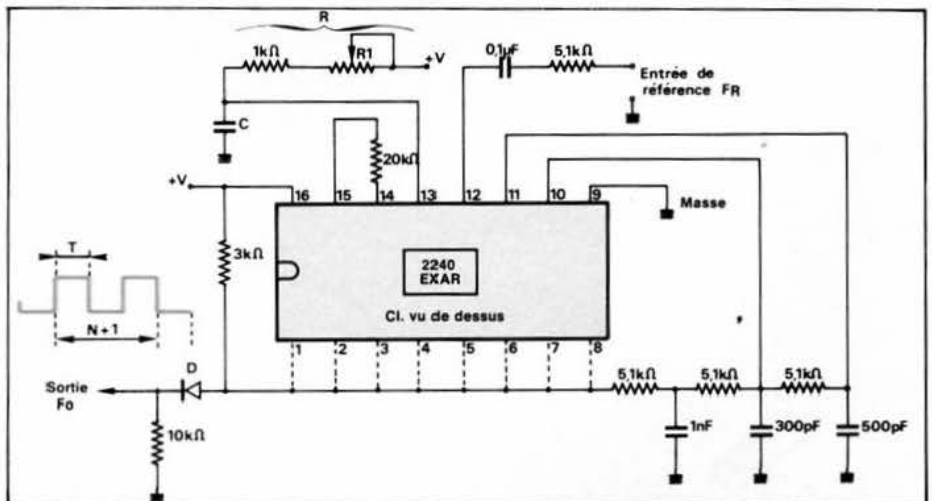 R
1kΩ
R1
+V
0,1µF
5,1kΩ
Entrée de
référence FR
C
20kΩ
+V
16
15
14
13
12
11
10
9
Masse
3kΩ
2240
EXAR
CI. vu de dessus
T
N+1
1
2
3
4
5
6
7
8
D
Sortie
Fo
10kΩ
5,1kΩ
5,1kΩ
5,1kΩ
1nF
300pF
500pF